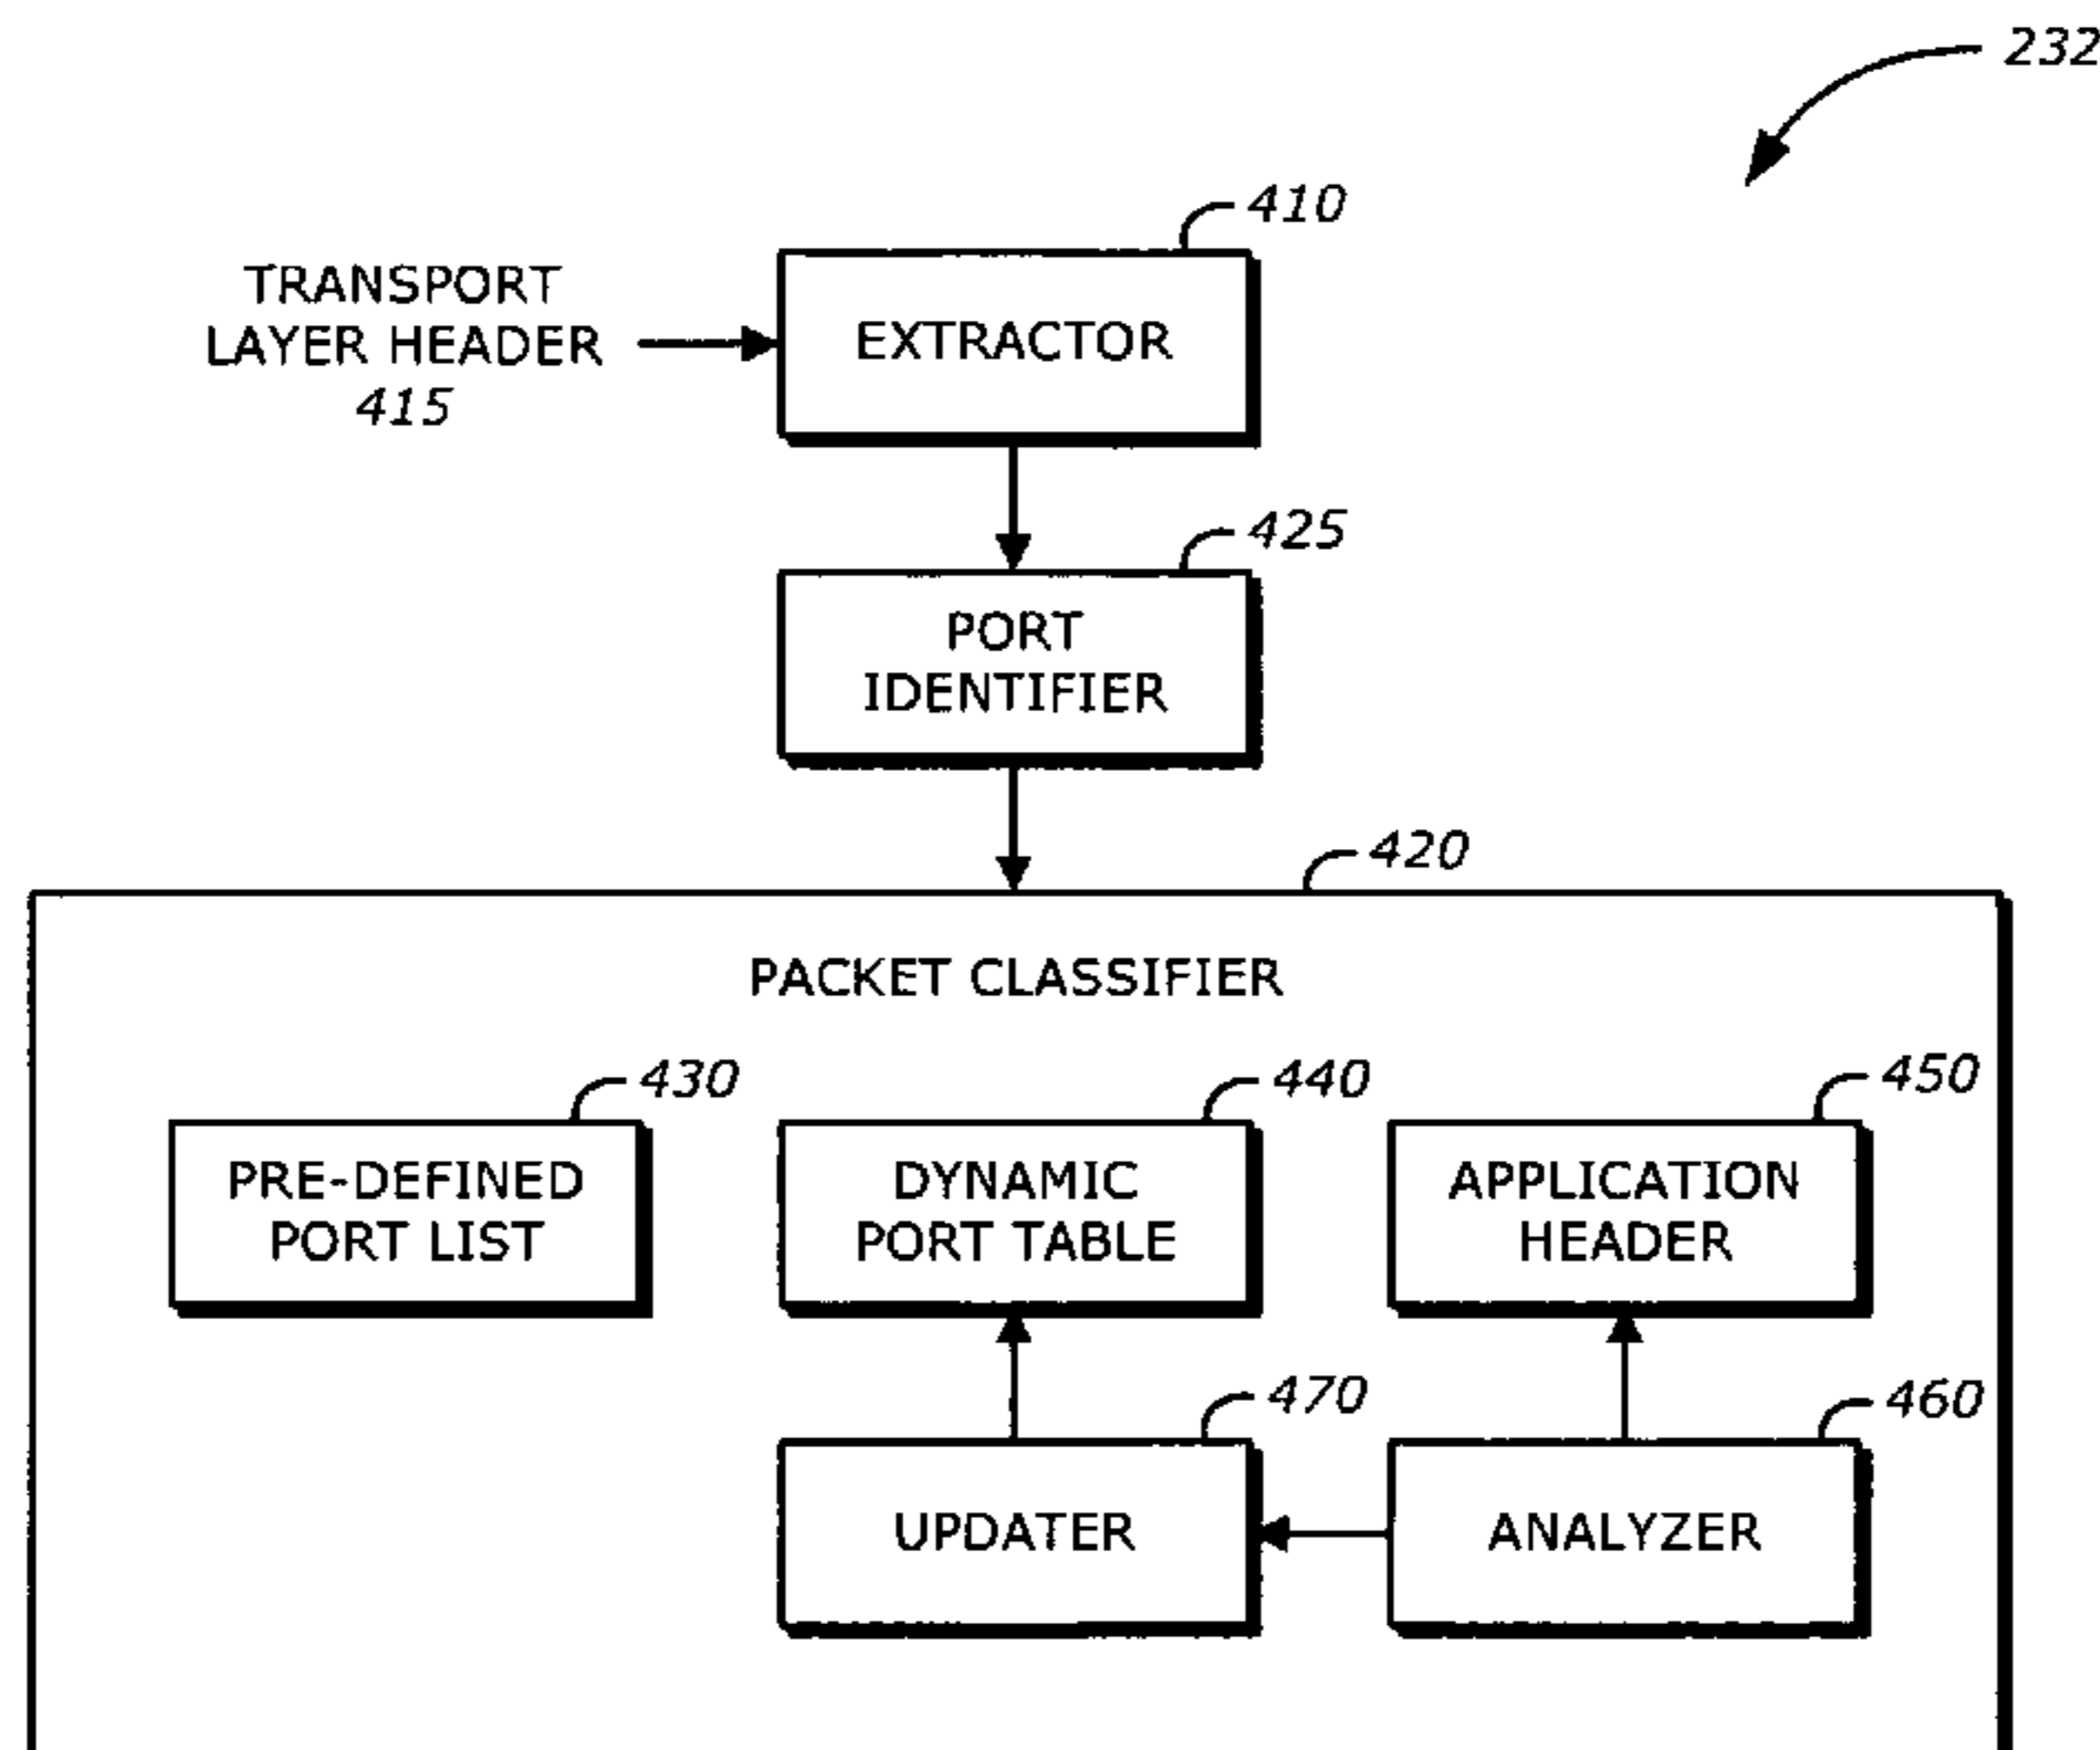 232
410
TRANSPORT
LAYER HEADER
415
EXTRACTOR
425
PORT
IDENTIFIER
420
PACKET CLASSIFIER
430
PRE-DEFINED
PORT LIST
440
DYNAMIC
PORT TABLE
450
APPLICATION
HEADER
470
UPDATER
460
ANALYZER